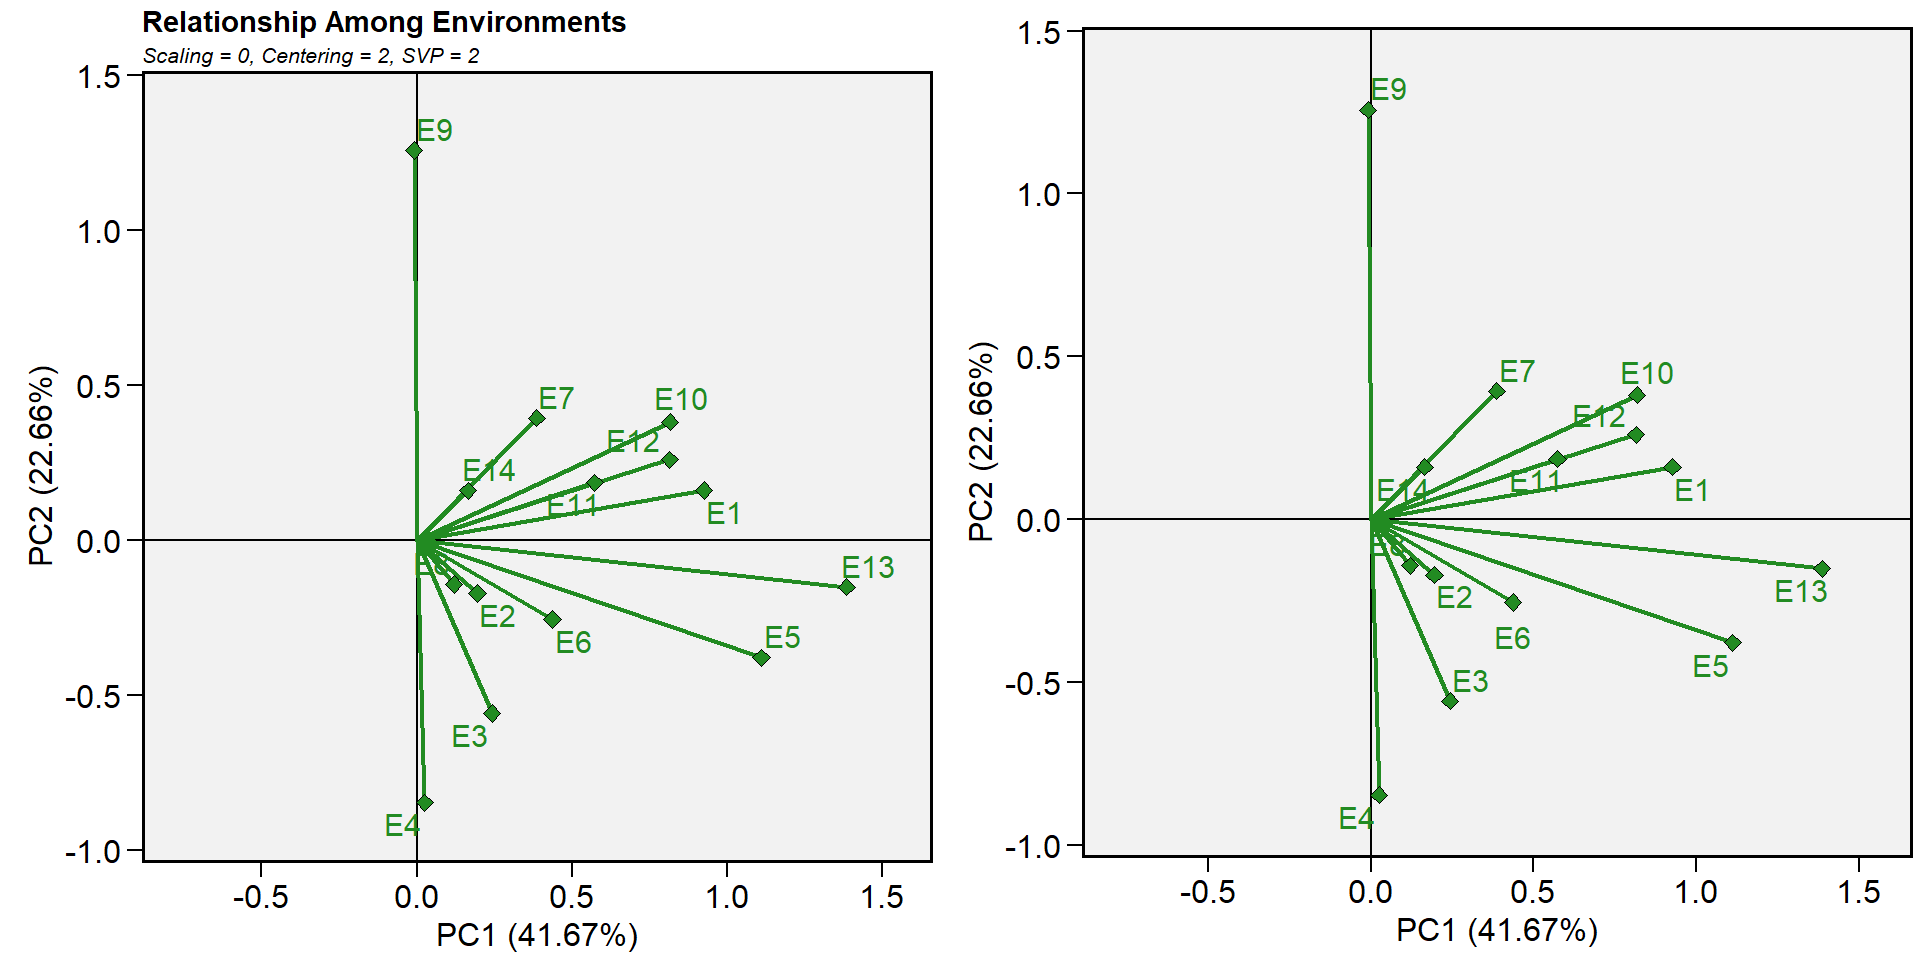 Relationship Among Environments
Scaling = 0, Centering = 2, SVP = 2
1.5
1.0
0.5
0.0
-0.5
-1.0
PC2 (22.66%)
E9
E7
E10
E12
E14
E11
E1
E13
E8
E2
E6
E5
E3
E4
-0.5
0.0
0.5
1.0
1.5
PC1 (41.67%)
1.5
1.0
0.5
0.0
-0.5
-1.0
PC2 (22.66%)
E9
E7
E10
E12
E11
E14
E1
E8
E13
E2
E6
E5
E3
E4
-0.5
0.0
0.5
1.0
1.5
PC1 (41.67%)